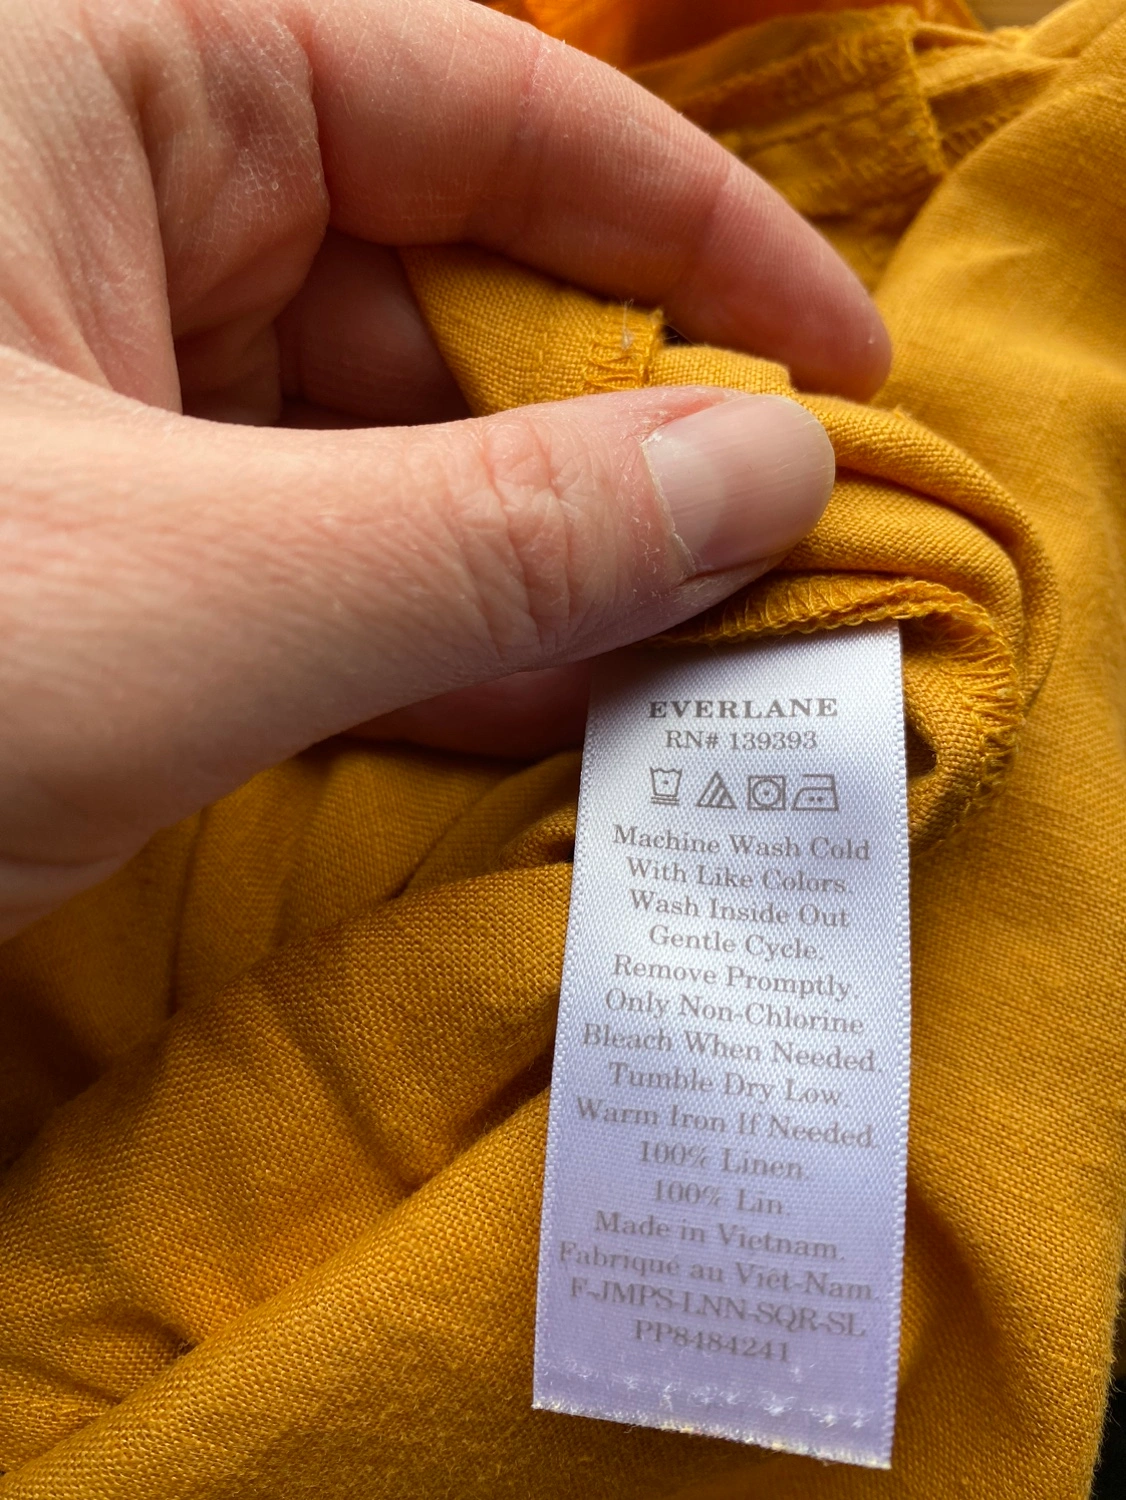 EVERLANE
RN# 139393
Machine Wash Cold
With Like Colors.
Wash Inside Out
Gentle Cycle.
Remove Promptly.
Only Non-Chlorine
Bleach When Needed
Tumble Dry Low.
Warm Iron If Needed.
100% Linen.
100% Lin.
Made in Vietnam.
Fabriqué au Viêt-Nam.
F-JMPS-LNN-SQR-SL
PP8484241